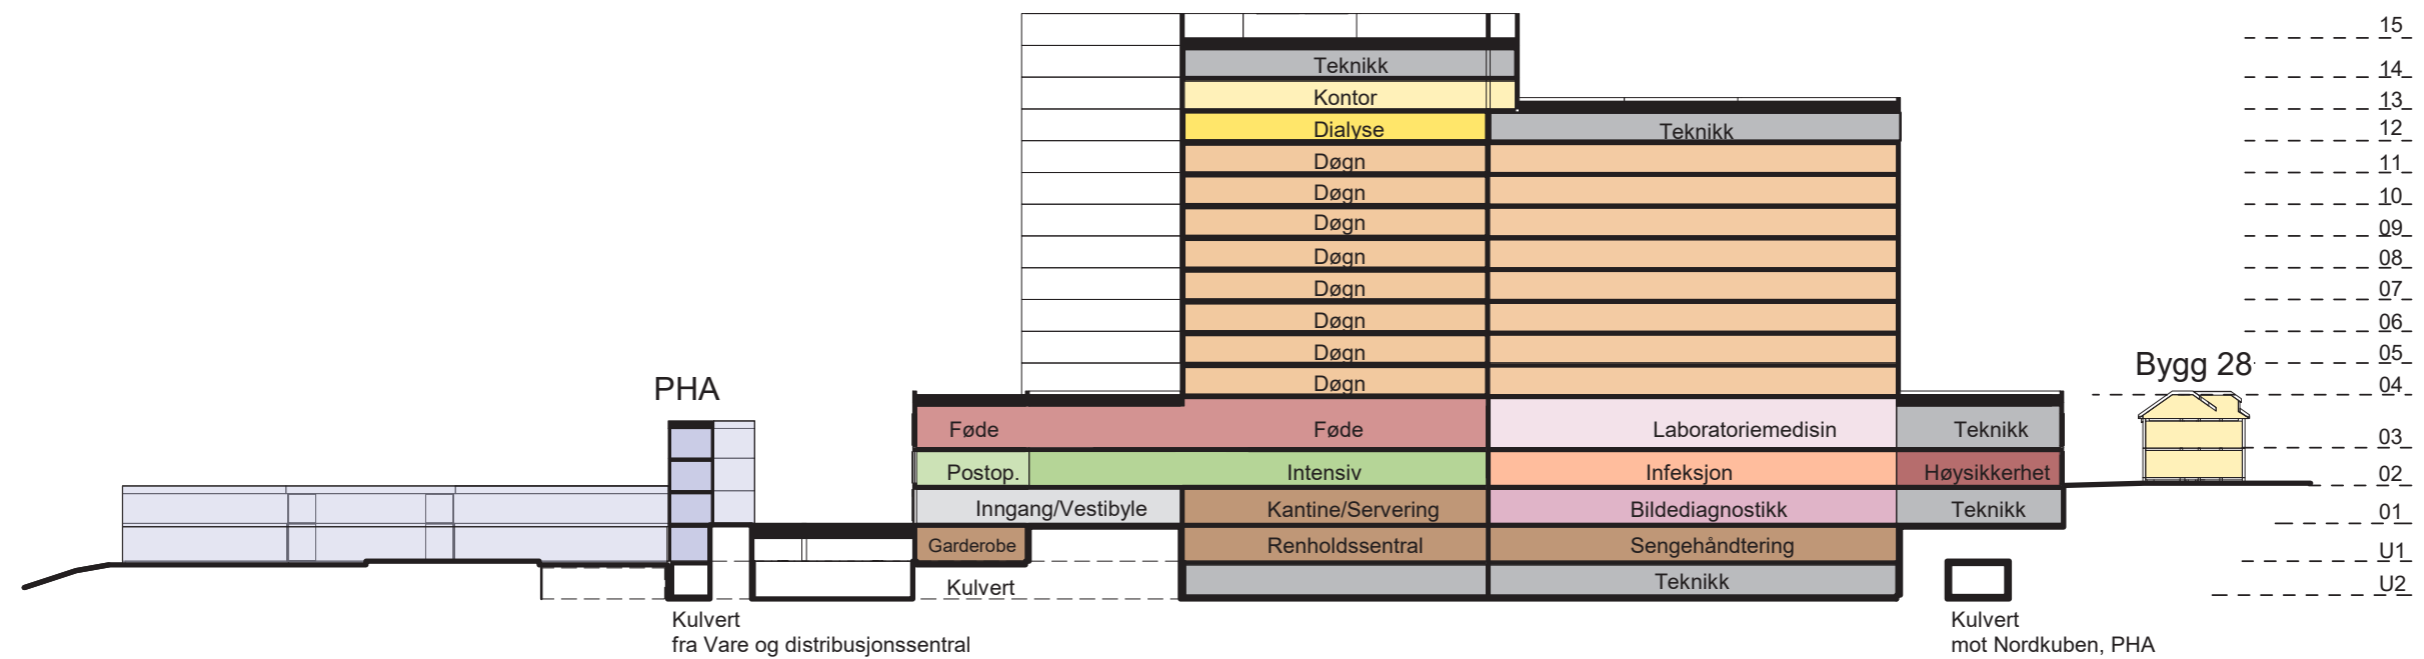 15
Teknikk
14
Kontor
13
Dialyse
Teknikk
12
Døgn
11
Døgn
10
Døgn
09
Døgn
08
Døgn
07
Døgn
06
Døgn
05
Bygg 28
PHA
Døgn
04
Føde
Føde
Laboratoriemedisin
Teknikk
03
Postop.
Intensiv
Infeksjon
Høysikkerhet
02
Inngang/Vestibyle
Kantine/Servering
Bildediagnostikk
Teknikk
01
Garderobe
Renholdssentral
Sengehåndtering
U1
Kulvert
Teknikk
U2
Kulvert
fra Vare og distribusjonssentral
Kulvert
mot Nordkuben, PHA